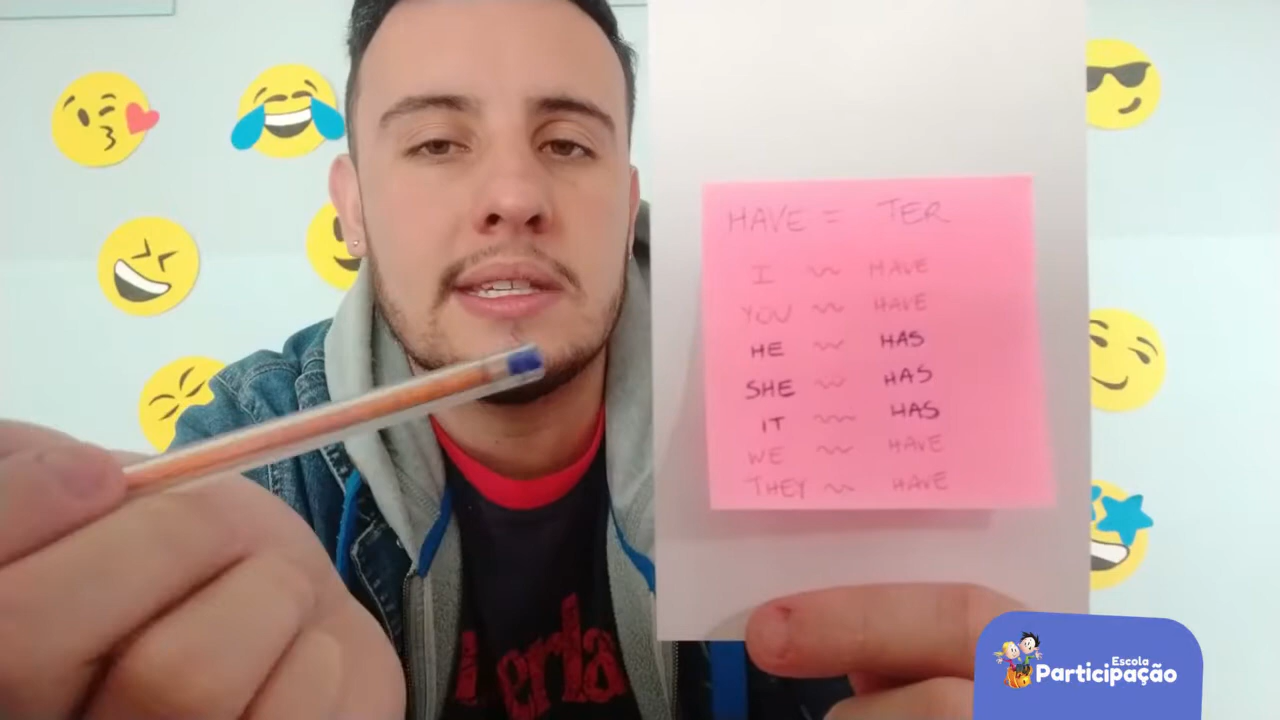 HAVE = TER
I ~ HAVE
YOU ~ HAVE
HE ~ HAS
SHE ~ HAS
IT ~ HAS
WE ~ HAVE
THEY ~ HAVE
Escola
Participação